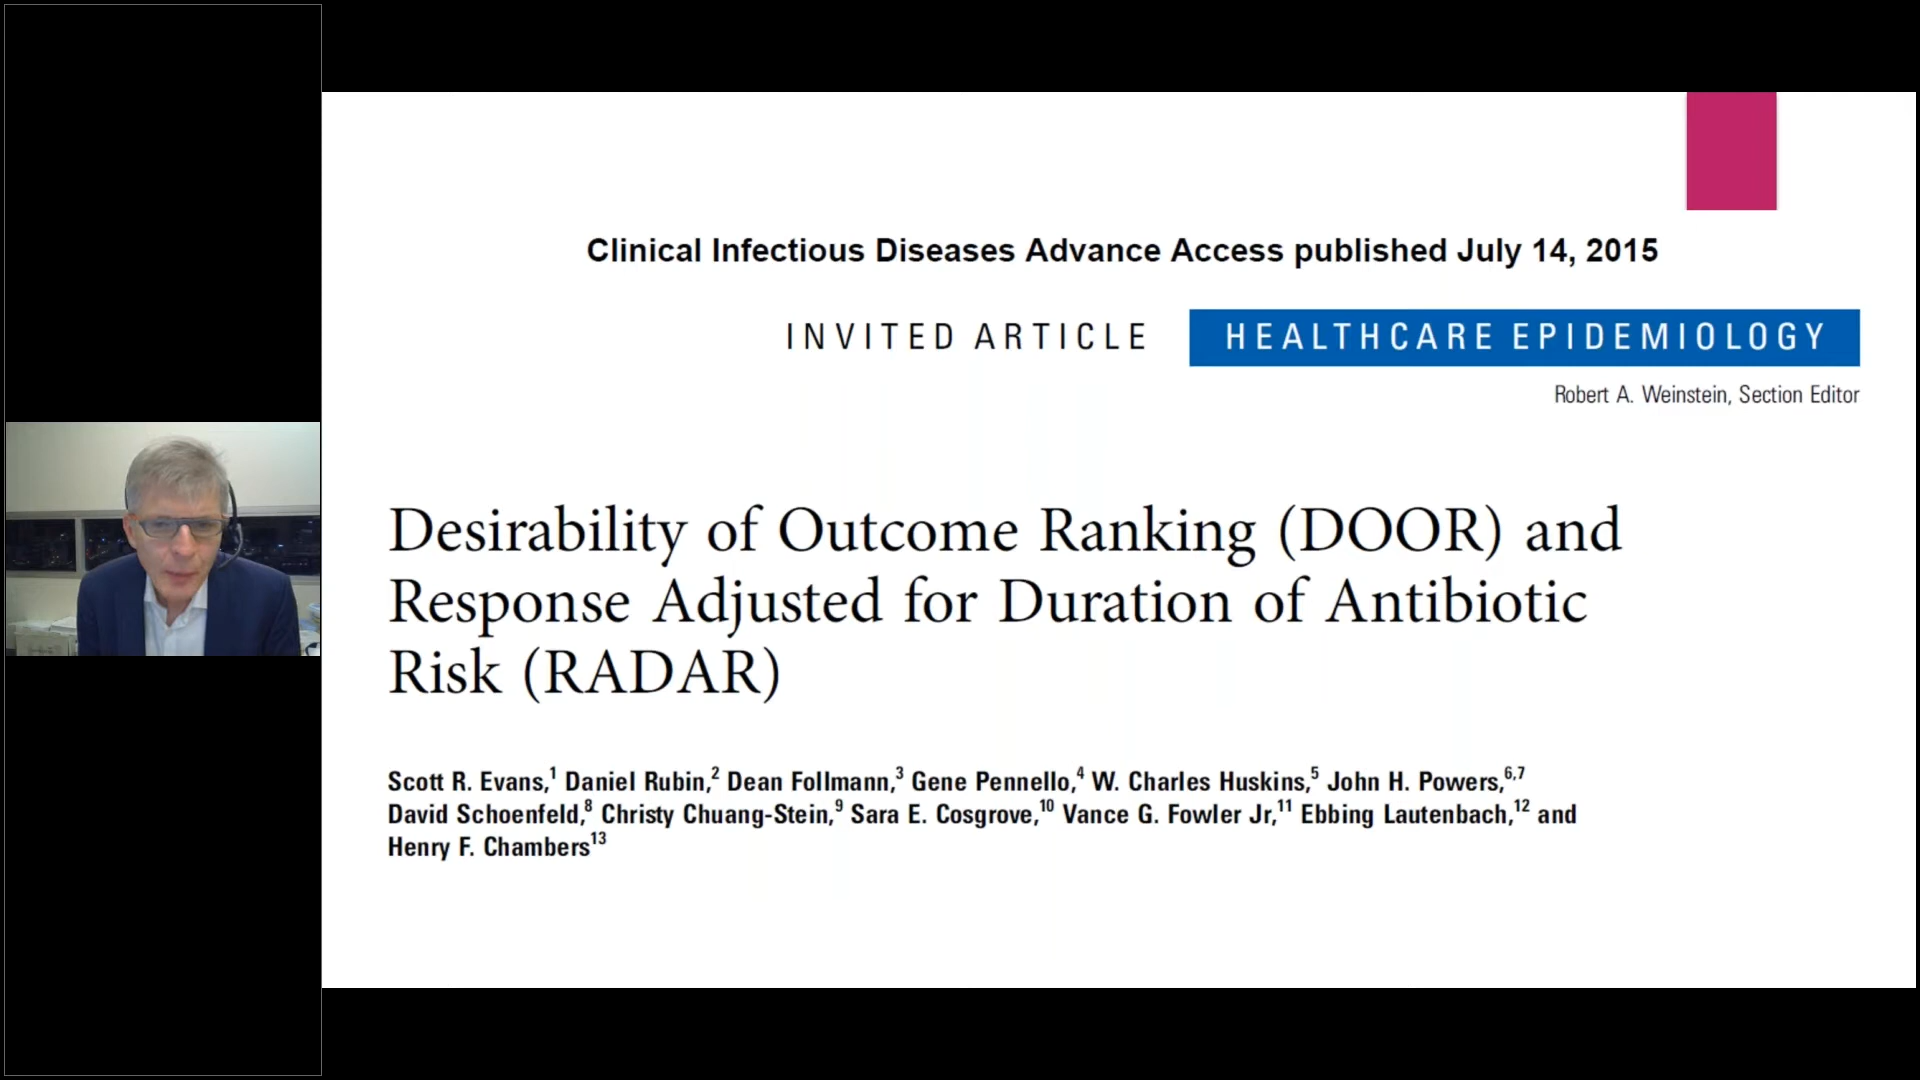 Clinical Infectious Diseases Advance Access published July 14, 2015
INVITED ARTICLE HEALTHCARE EPIDEMIOLOGY
Robert A. Weinstein, Section Editor
Desirability of Outcome Ranking (DOOR) and
Response Adjusted for Duration of Antibiotic
Risk (RADAR)
Scott R. Evans,1 Daniel Rubin,2 Dean Follmann,3 Gene Pennello,4 W. Charles Huskins,5 John H. Powers,6,7
David Schoenfeld,8 Christy Chuang-Stein,9 Sara E. Cosgrove,10 Vance G. Fowler Jr,11 Ebbing Lautenbach,12 and
Henry F. Chambers13